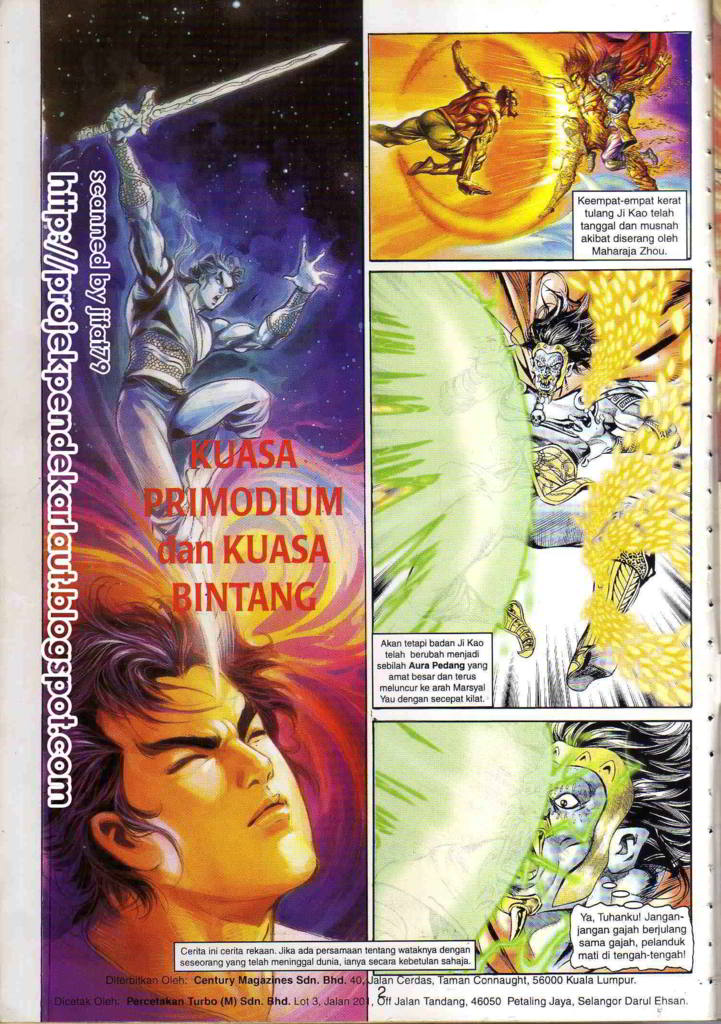 scanned by jifat79
http://projekpendekarlaut.blogspot.com
KUASA
PRIMODIUM
dan KUASA
BINTANG
Keempat-empat kerat
tulang Ji Kao telah
tanggal dan musnah
akibat diserang oleh
Maharaja Zhou.
Akan tetapi badan Ji Kao
telah berubah menjadi
sebilah Aura Pedang yang
amat besar dan terus
meluncur ke arah Marsyal
Yau dengan secepat kilat.
Ya, Tuhanku! Jangan-
jangan gajah berjulang
sama gajah, pelanduk
mati di tengah-tengah!
Cerita ini cerita rekaan. Jika ada persamaan tentang wataknya dengan
seseorang yang telah meninggal dunia, ianya secara kebetulan sahaja.
Diterbitkan Oleh: Century Magazines Sdn. Bhd. 40, Jalan Cerdas, Taman Connaught, 56000 Kuala Lumpur.
2
Dicetak Oleh: Percetakan Turbo (M) Sdn. Bhd. Lot 3, Jalan 201, Off Jalan Tandang, 46050 Petaling Jaya, Selangor Darul Ehsan.